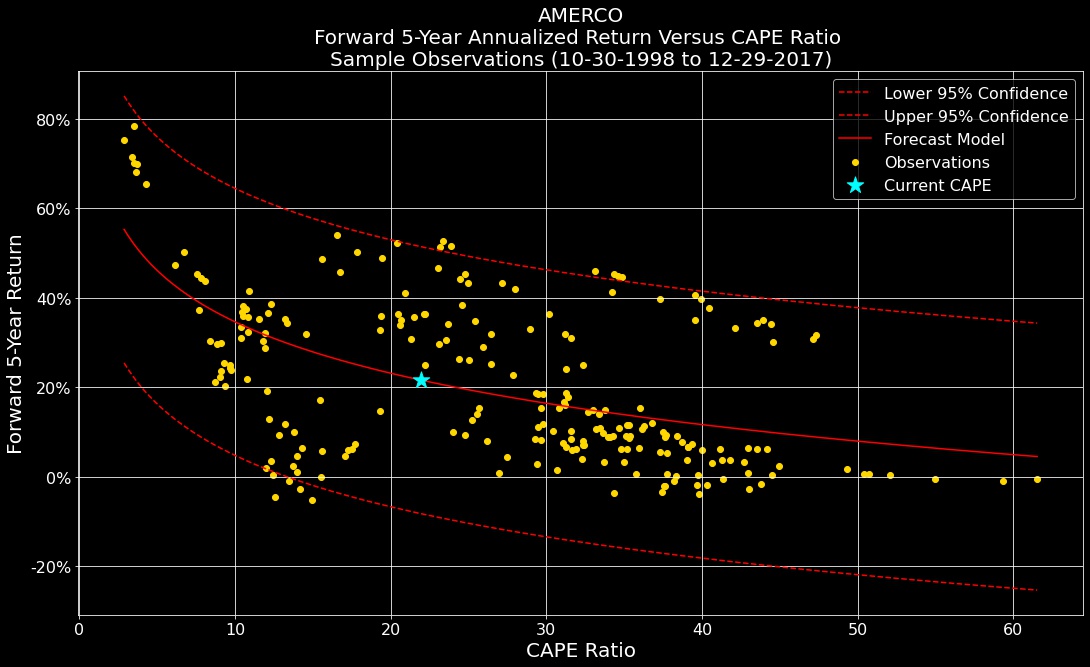 AMERCO
Forward 5-Year Annualized Return Versus CAPE Ratio
Sample Observations (10-30-1998 to 12-29-2017)
Lower 95% Confidence
Upper 95% Confidence
Forecast Model
Observations
Current CAPE
Forward 5-Year Return
80%
60%
40%
20%
0%
-20%
0 10 20 30 40 50 60
CAPE Ratio